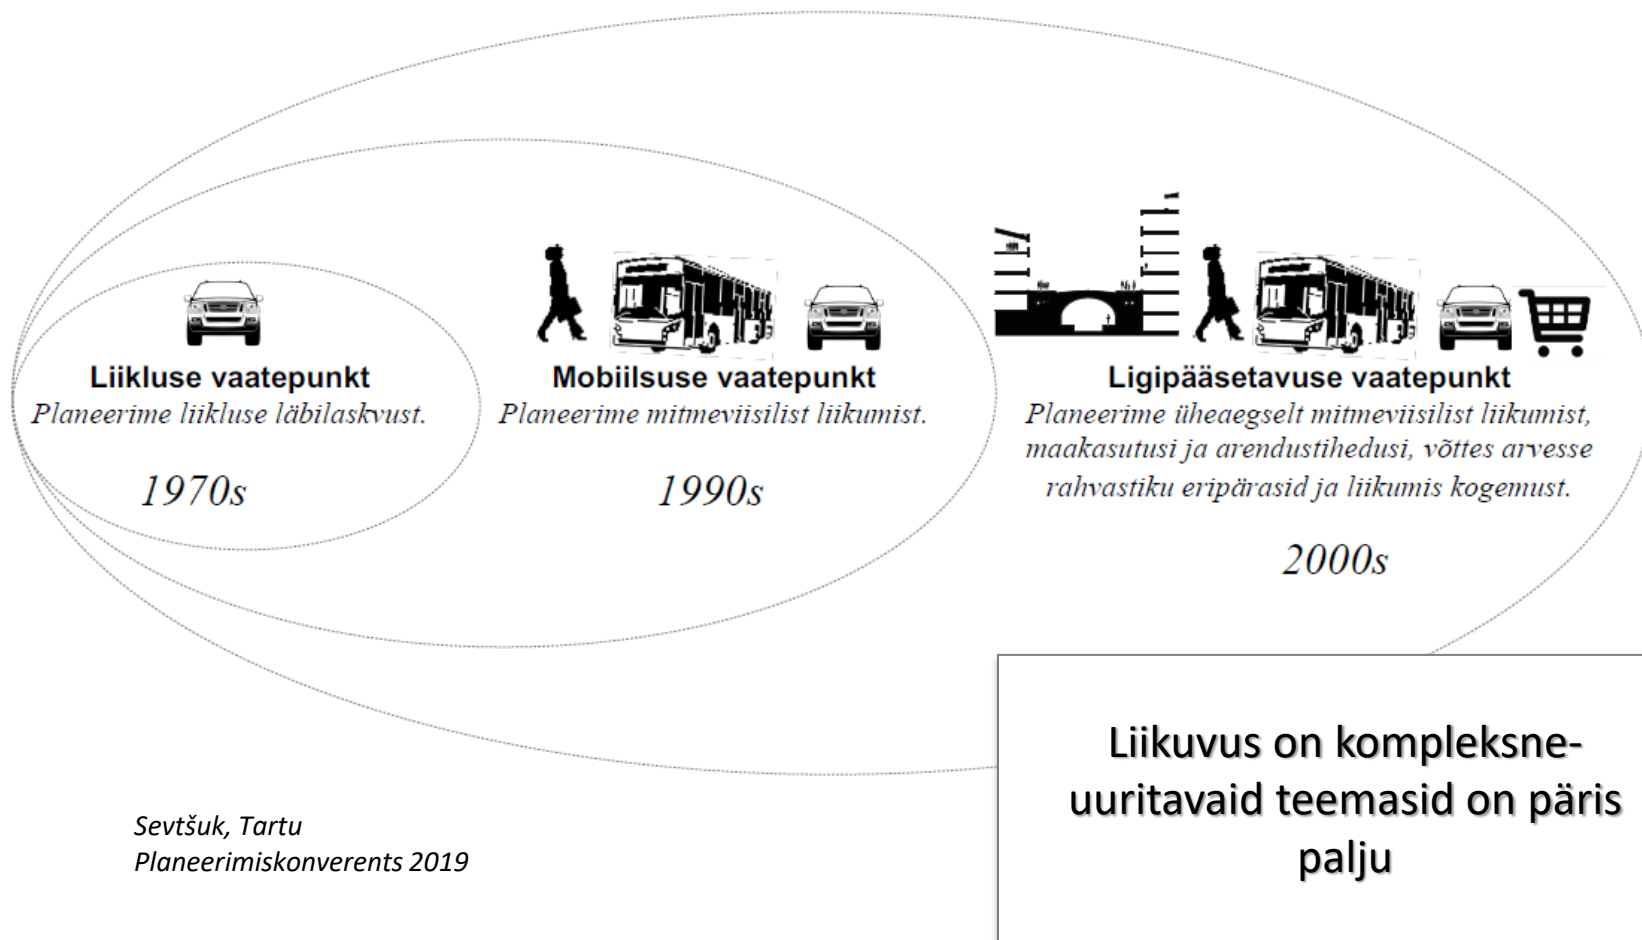 Liikluse vaatepunkt
Planeerime liikluse läbilaskvust.
1970s
Mobiilsuse vaatepunkt
Planeerime mitmeviisilist liikumist.
1990s
Ligipääsetavuse vaatepunkt
Planeerime üheaegselt mitmeviisilist liikumist,
maakasutusi ja arendustihedusi, võttes arvesse
rahvastiku eripärasid ja liikumis kogemust.
2000s
Liikuvus on kompleksne-
uuritavaid teemasid on päris
palju
Sevtšuk, Tartu
Planeerimiskonverents 2019